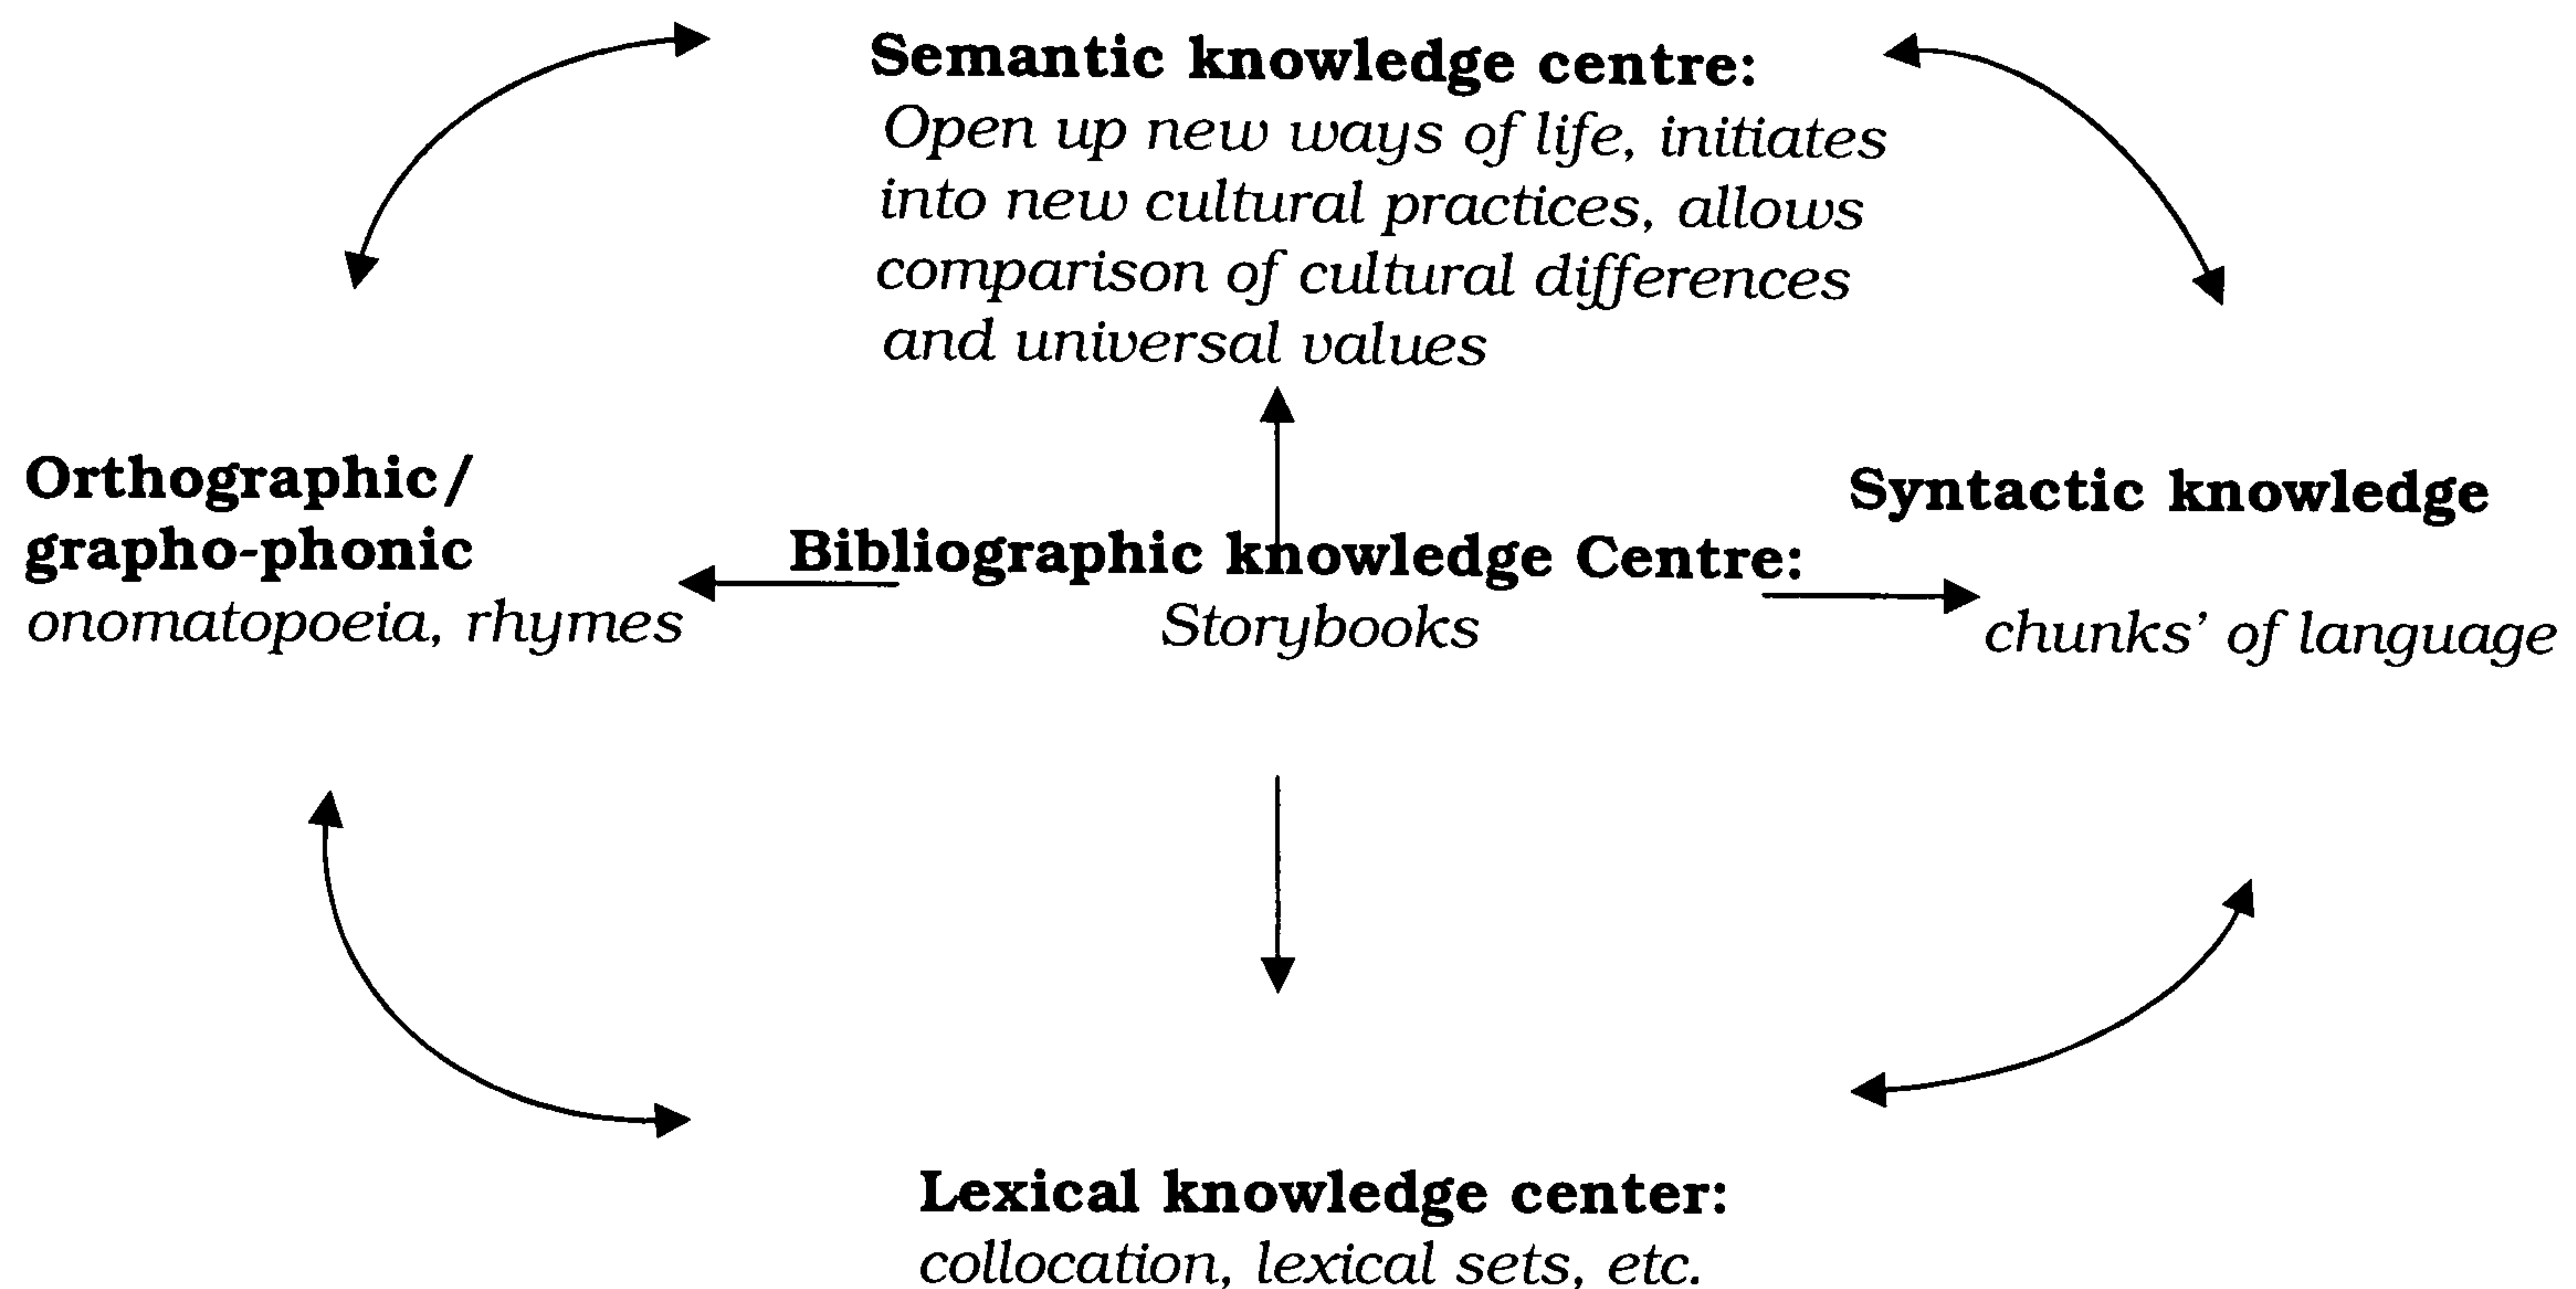 Semantic knowledge centre:
Open up new ways of life, initiates
into new cultural practices, allows
comparison of cultural differences
and universal values
Orthographic/
grapho-phonic
onomatopoeia, rhymes
Bibliographic knowledge Centre:
Storybooks
Syntactic knowledge
chunks’ of language
Lexical knowledge center:
collocation, lexical sets, etc.